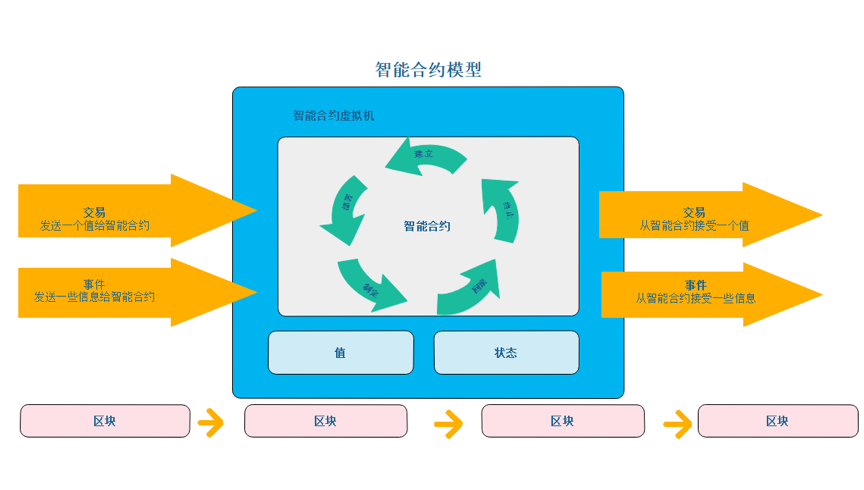 智能合约模型
智能合约虚拟机
建立
智能合约
制定
交易
发送一个值给智能合约
事件
发送一些信息给智能合约
交易
从智能合约接受一个值
事件
从智能合约接受一些信息
值
状态
区块
区块
区块
区块